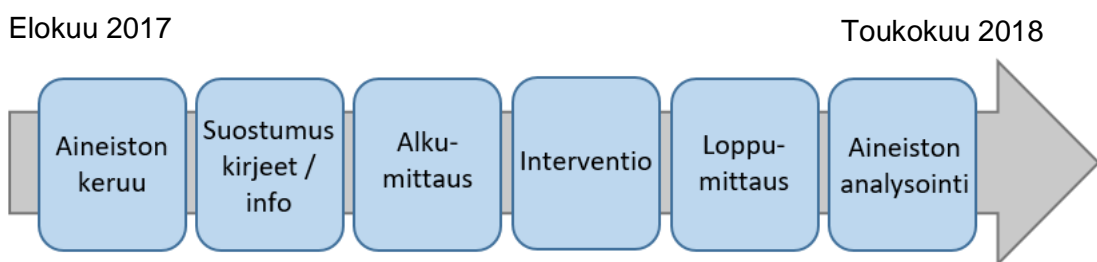 Elokuu 2017
Toukokuu 2018
Aineiston
keruu
Suostumus
kirjeet /
info
Alku-
mittaus
Interventio
Loppu-
mittaus
Aineiston
analysointi